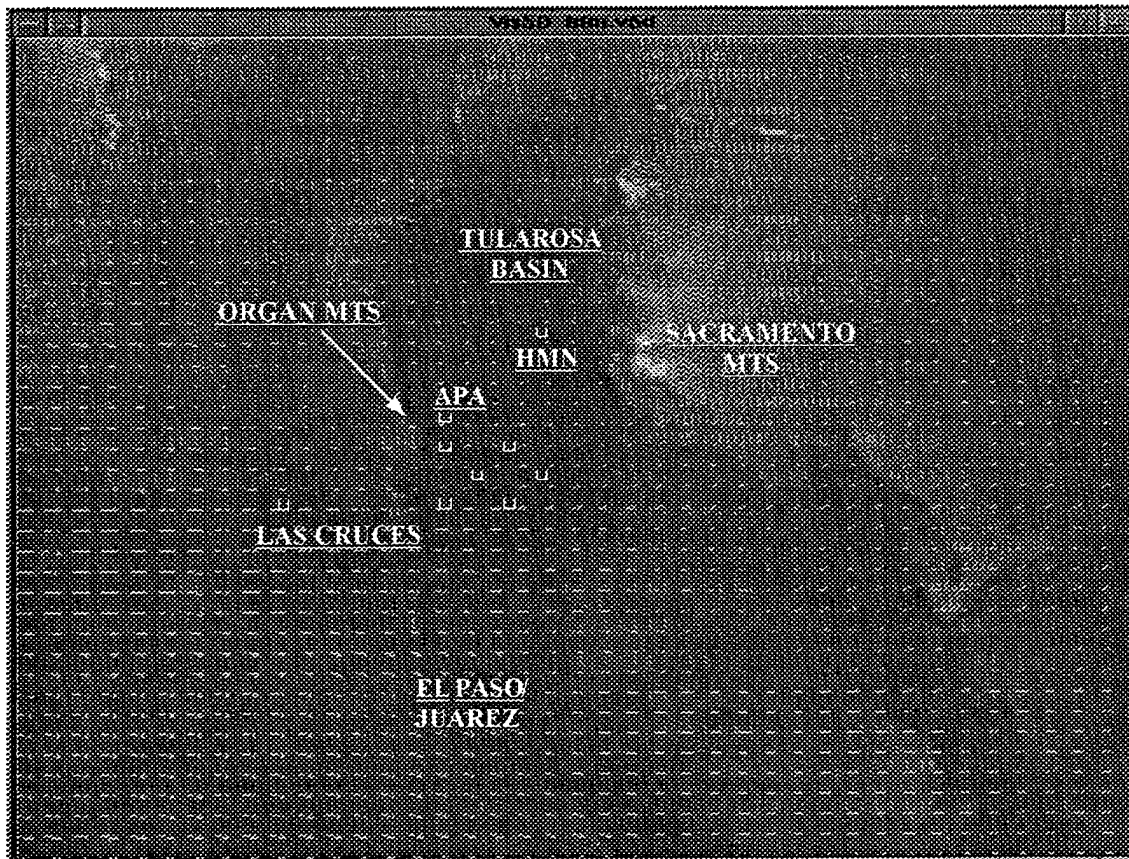 TULAROSA
BASIN
ORGAN MTS
SACRAMENTO
MTS
HMN
APA
LAS CRUCES
EL PASO/
JUAREZ